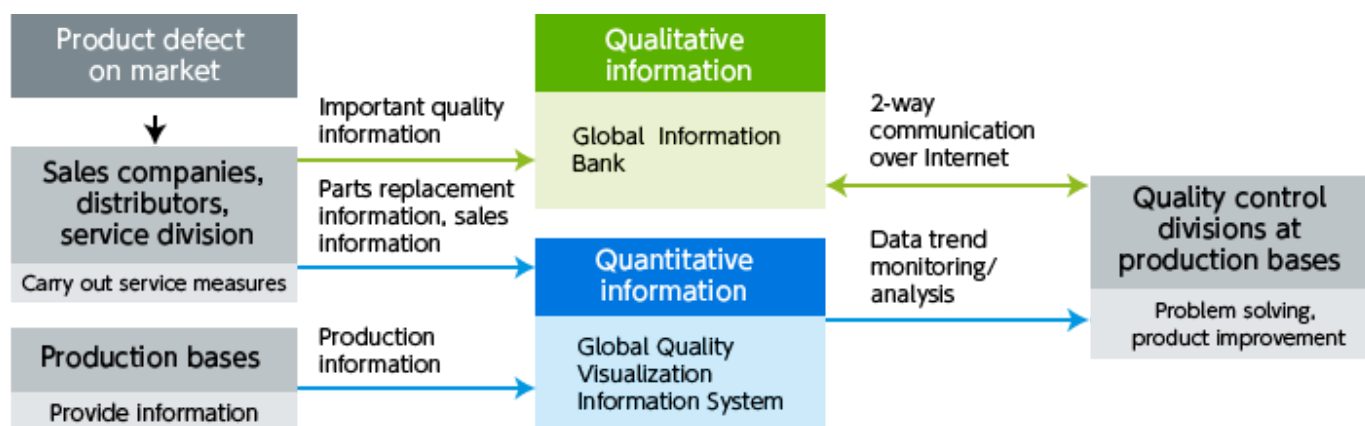 Product defect
on market
Sales companies,
distributors,
service division
Carry out service measures
Production bases
Provide information
Important quality
information
Parts replacement
information, sales
information
Production
information
Qualitative
information
Global Information
Bank
Quantitative
information
Global Quality
Visualization
Information System
2-way
communication
over Internet
Data trend
monitoring/
analysis
Quality control
divisions at
production bases
Problem solving,
product improvement